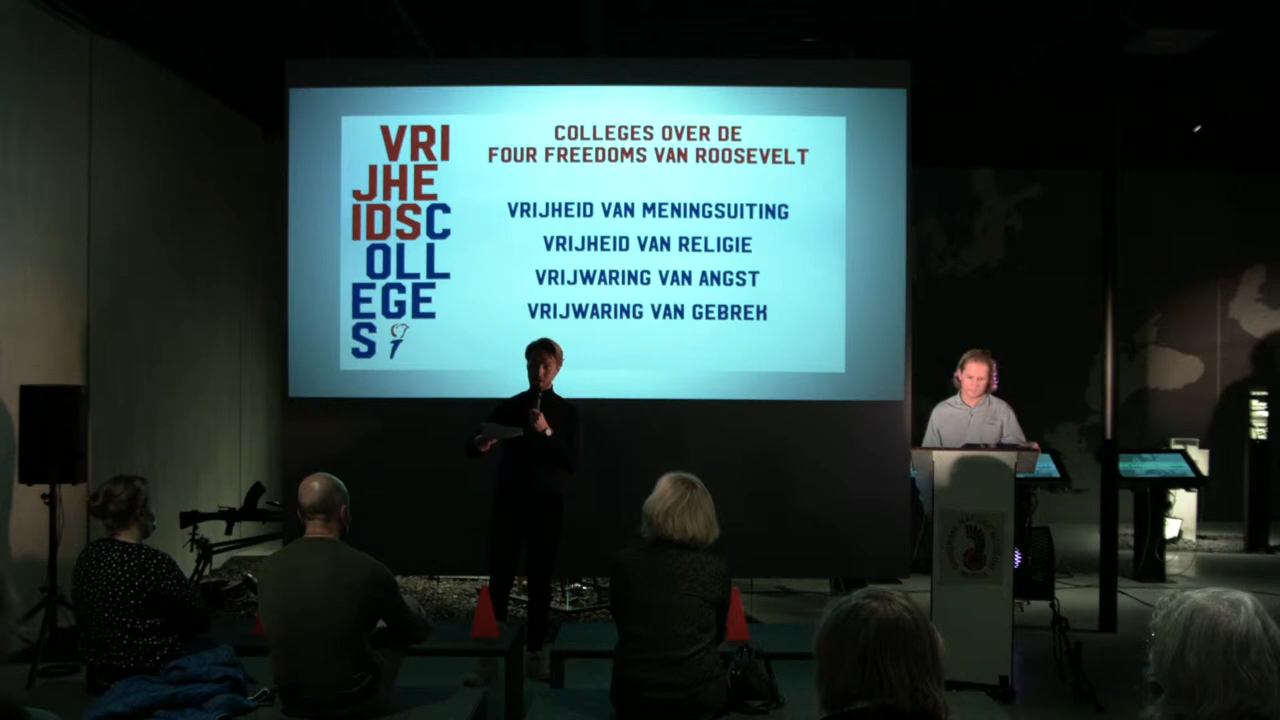 VRI
JHE
IDSC
OLL
EGE
S
COLLEGES OVER DE
FOUR FREEDOMS VAN ROOSEVELT
VRIJHEID VAN MENINGSUITING
VRIJHEID VAN RELIGIE
VRIJWARING VAN ANGST
VRIJWARING VAN GEBREK